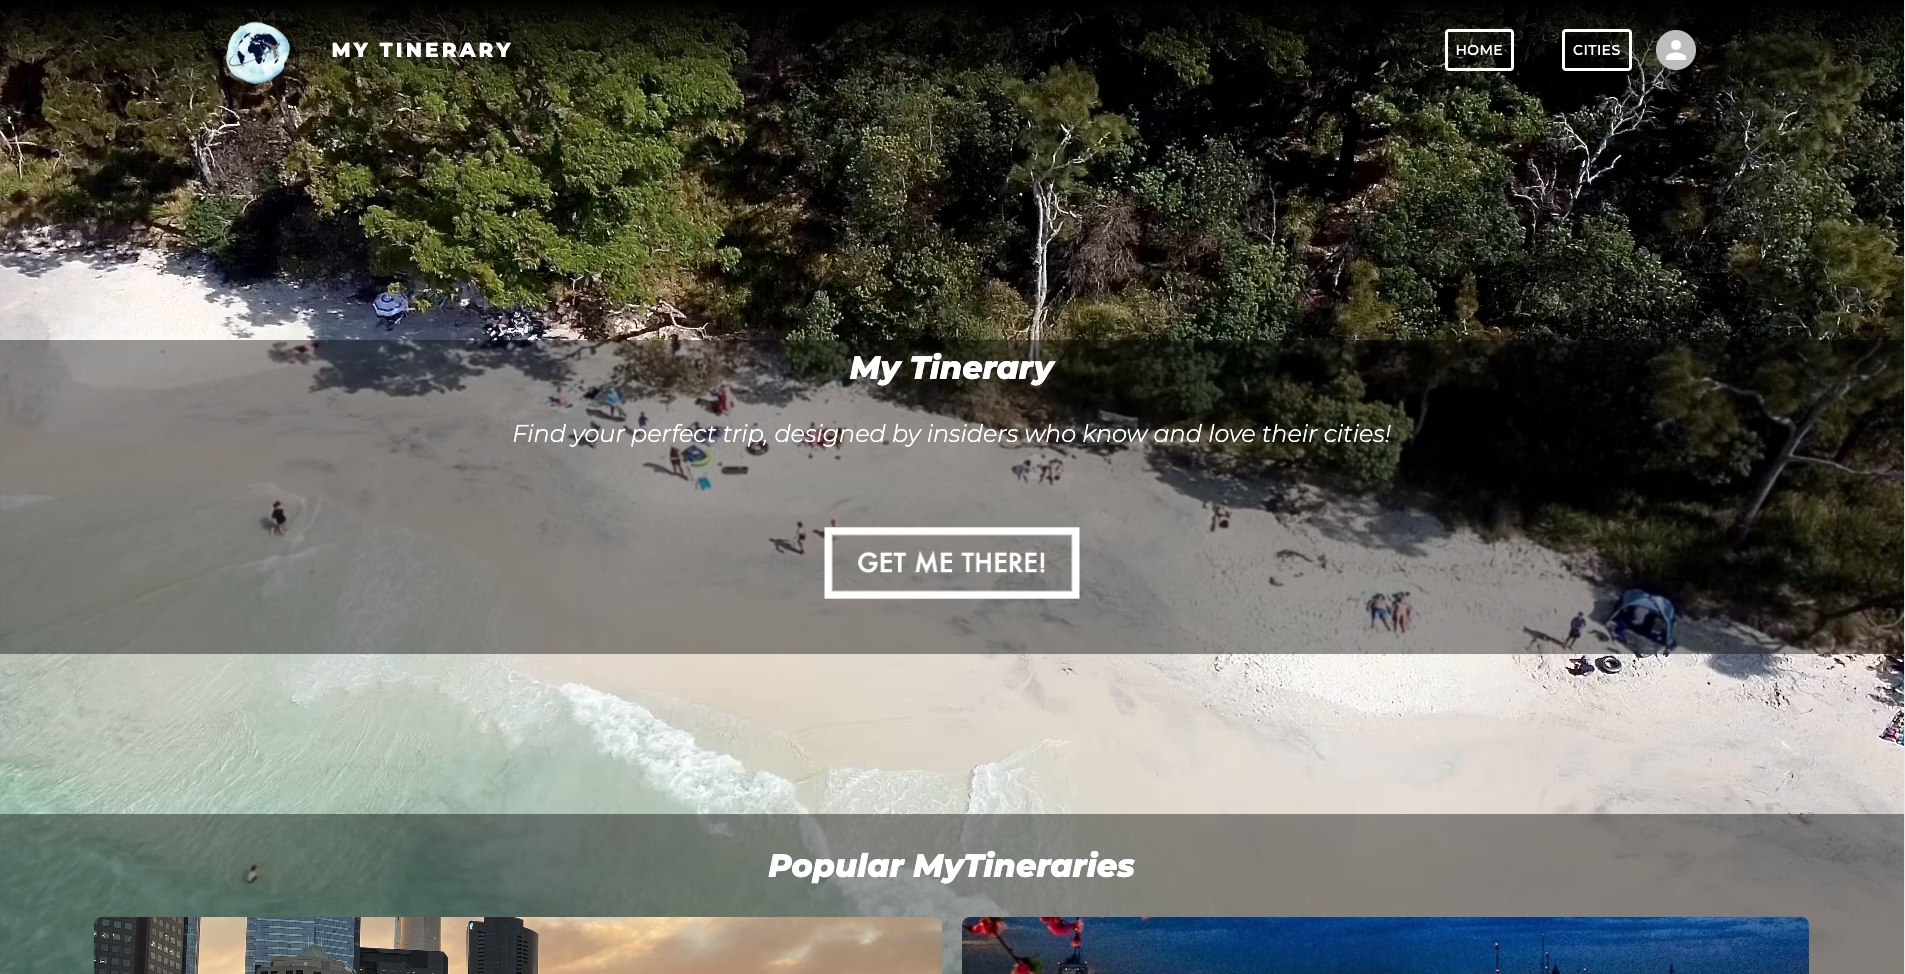 MY TINERARY
HOME
CITIES
My Tinerary
Find your perfect trip, designed by insiders who know and love their cities!
GET ME THERE!
Popular MyTineraries